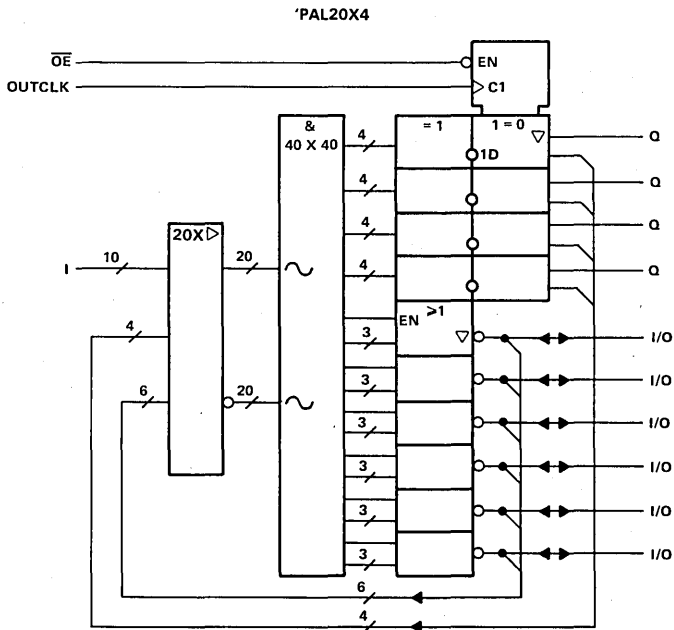 'PAL20X4
OE
EN
OUTCLK
C1
&
40 X 40
= 1
1 = 0
4
Q
1D
4
Q
4
Q
20X
10
20
4
Q
I
EN
≥1
4
3
I/O
6
20
3
I/O
3
I/O
3
I/O
3
I/O
3
I/O
6
4